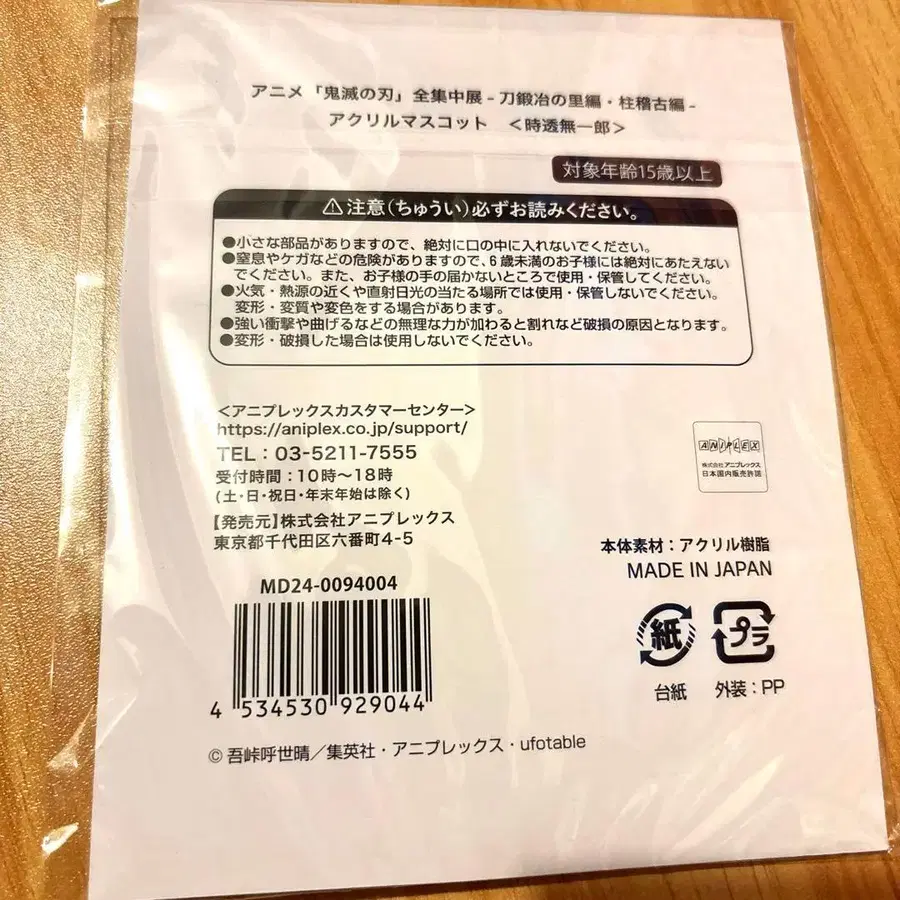 アニメ「鬼滅の刃」全集中展 - 刀鍛冶の里編・柱稽古編 -
アクリルマスコット <時透無一郎>
対象年齢15歳以上
⚠注意(ちゅうい)必ずお読みください。
●小さな部品がありますので、絶対に口の中に入れないでください。
●窒息やケガなどの危険がありますので、6歳未満のお子様には絶対にあたえない
でください。また、お子様の手の届かないところで使用・保管してください。
●火気・熱源の近くや直射日光の当たる場所では使用・保管しないでください。
変形・変質や変色をする場合があります。
●強い衝撃や曲げるなどの無理な力が加わると割れなど破損の原因となります。
●変形・破損した場合は使用しないでください。
<アニプレックスカスタマーセンター>
https://aniplex.co.jp/support/
TEL:03-5211-7555
受付時間:10時～18時
(土・日・祝日・年末年始は除く)
【発売元】株式会社アニプレックス
東京都千代田区六番町4-5
ANIPLEX
株式会社アニプレックス
日本国内販売許諾
本体素材:アクリル樹脂
MADE IN JAPAN
MD24-0094004
4 534530 929044
紙
プラ
台紙
外装:PP
© 吾峠呼世晴／集英社・アニプレックス・ufotable